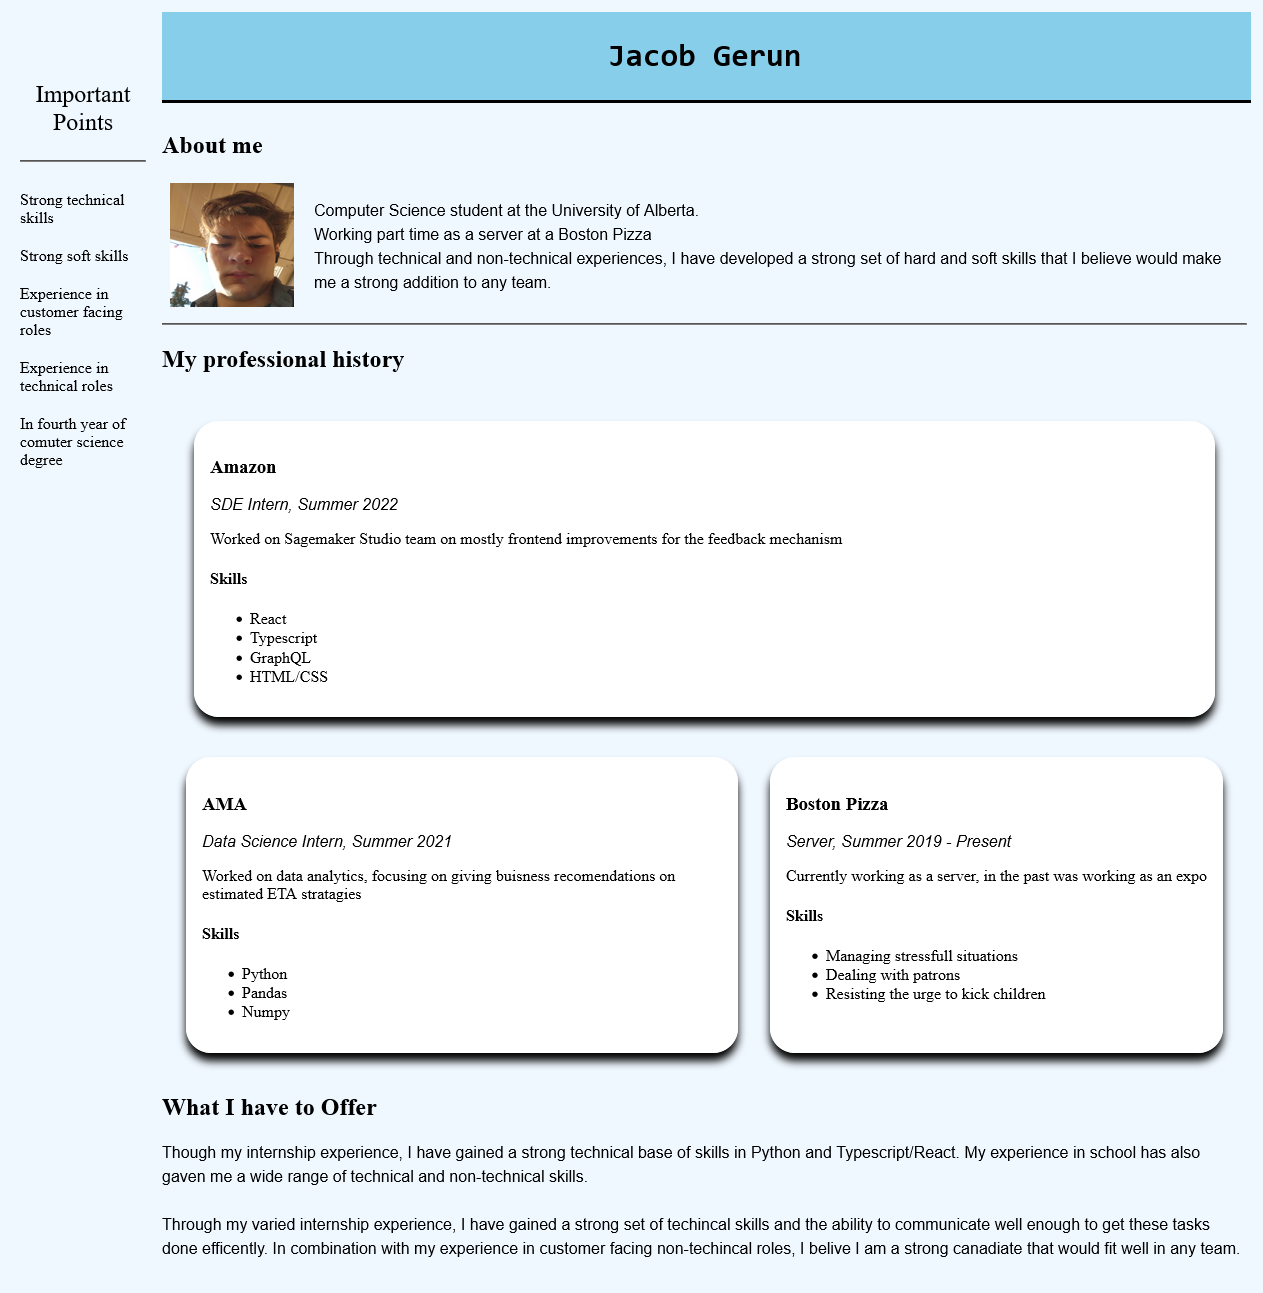 Jacob Gerun
Important
Points
Strong technical
skills
Strong soft skills
Experience in
customer facing
roles
Experience in
technical roles
In fourth year of
comuter science
degree
About me
Computer Science student at the University of Alberta.
Working part time as a server at a Boston Pizza
Through technical and non-technical experiences, I have developed a strong set of hard and soft skills that I believe would make
me a strong addition to any team.
My professional history
Amazon
SDE Intern, Summer 2022
Worked on Sagemaker Studio team on mostly frontend improvements for the feedback mechanism
Skills
• React
• Typescript
• GraphQL
• HTML/CSS
AMA
Data Science Intern, Summer 2021
Worked on data analytics, focusing on giving buisness recomendations on
estimated ETA stratagies
Skills
• Python
• Pandas
• Numpy
Boston Pizza
Server, Summer 2019 - Present
Currently working as a server, in the past was working as an expo
Skills
• Managing stressfull situations
• Dealing with patrons
• Resisting the urge to kick children
What I have to Offer
Though my internship experience, I have gained a strong technical base of skills in Python and Typescript/React. My experience in school has also
gaven me a wide range of technical and non-technical skills.
Through my varied internship experience, I have gained a strong set of techincal skills and the ability to communicate well enough to get these tasks
done efficently. In combination with my experience in customer facing non-techincal roles, I belive I am a strong canadiate that would fit well in any team.